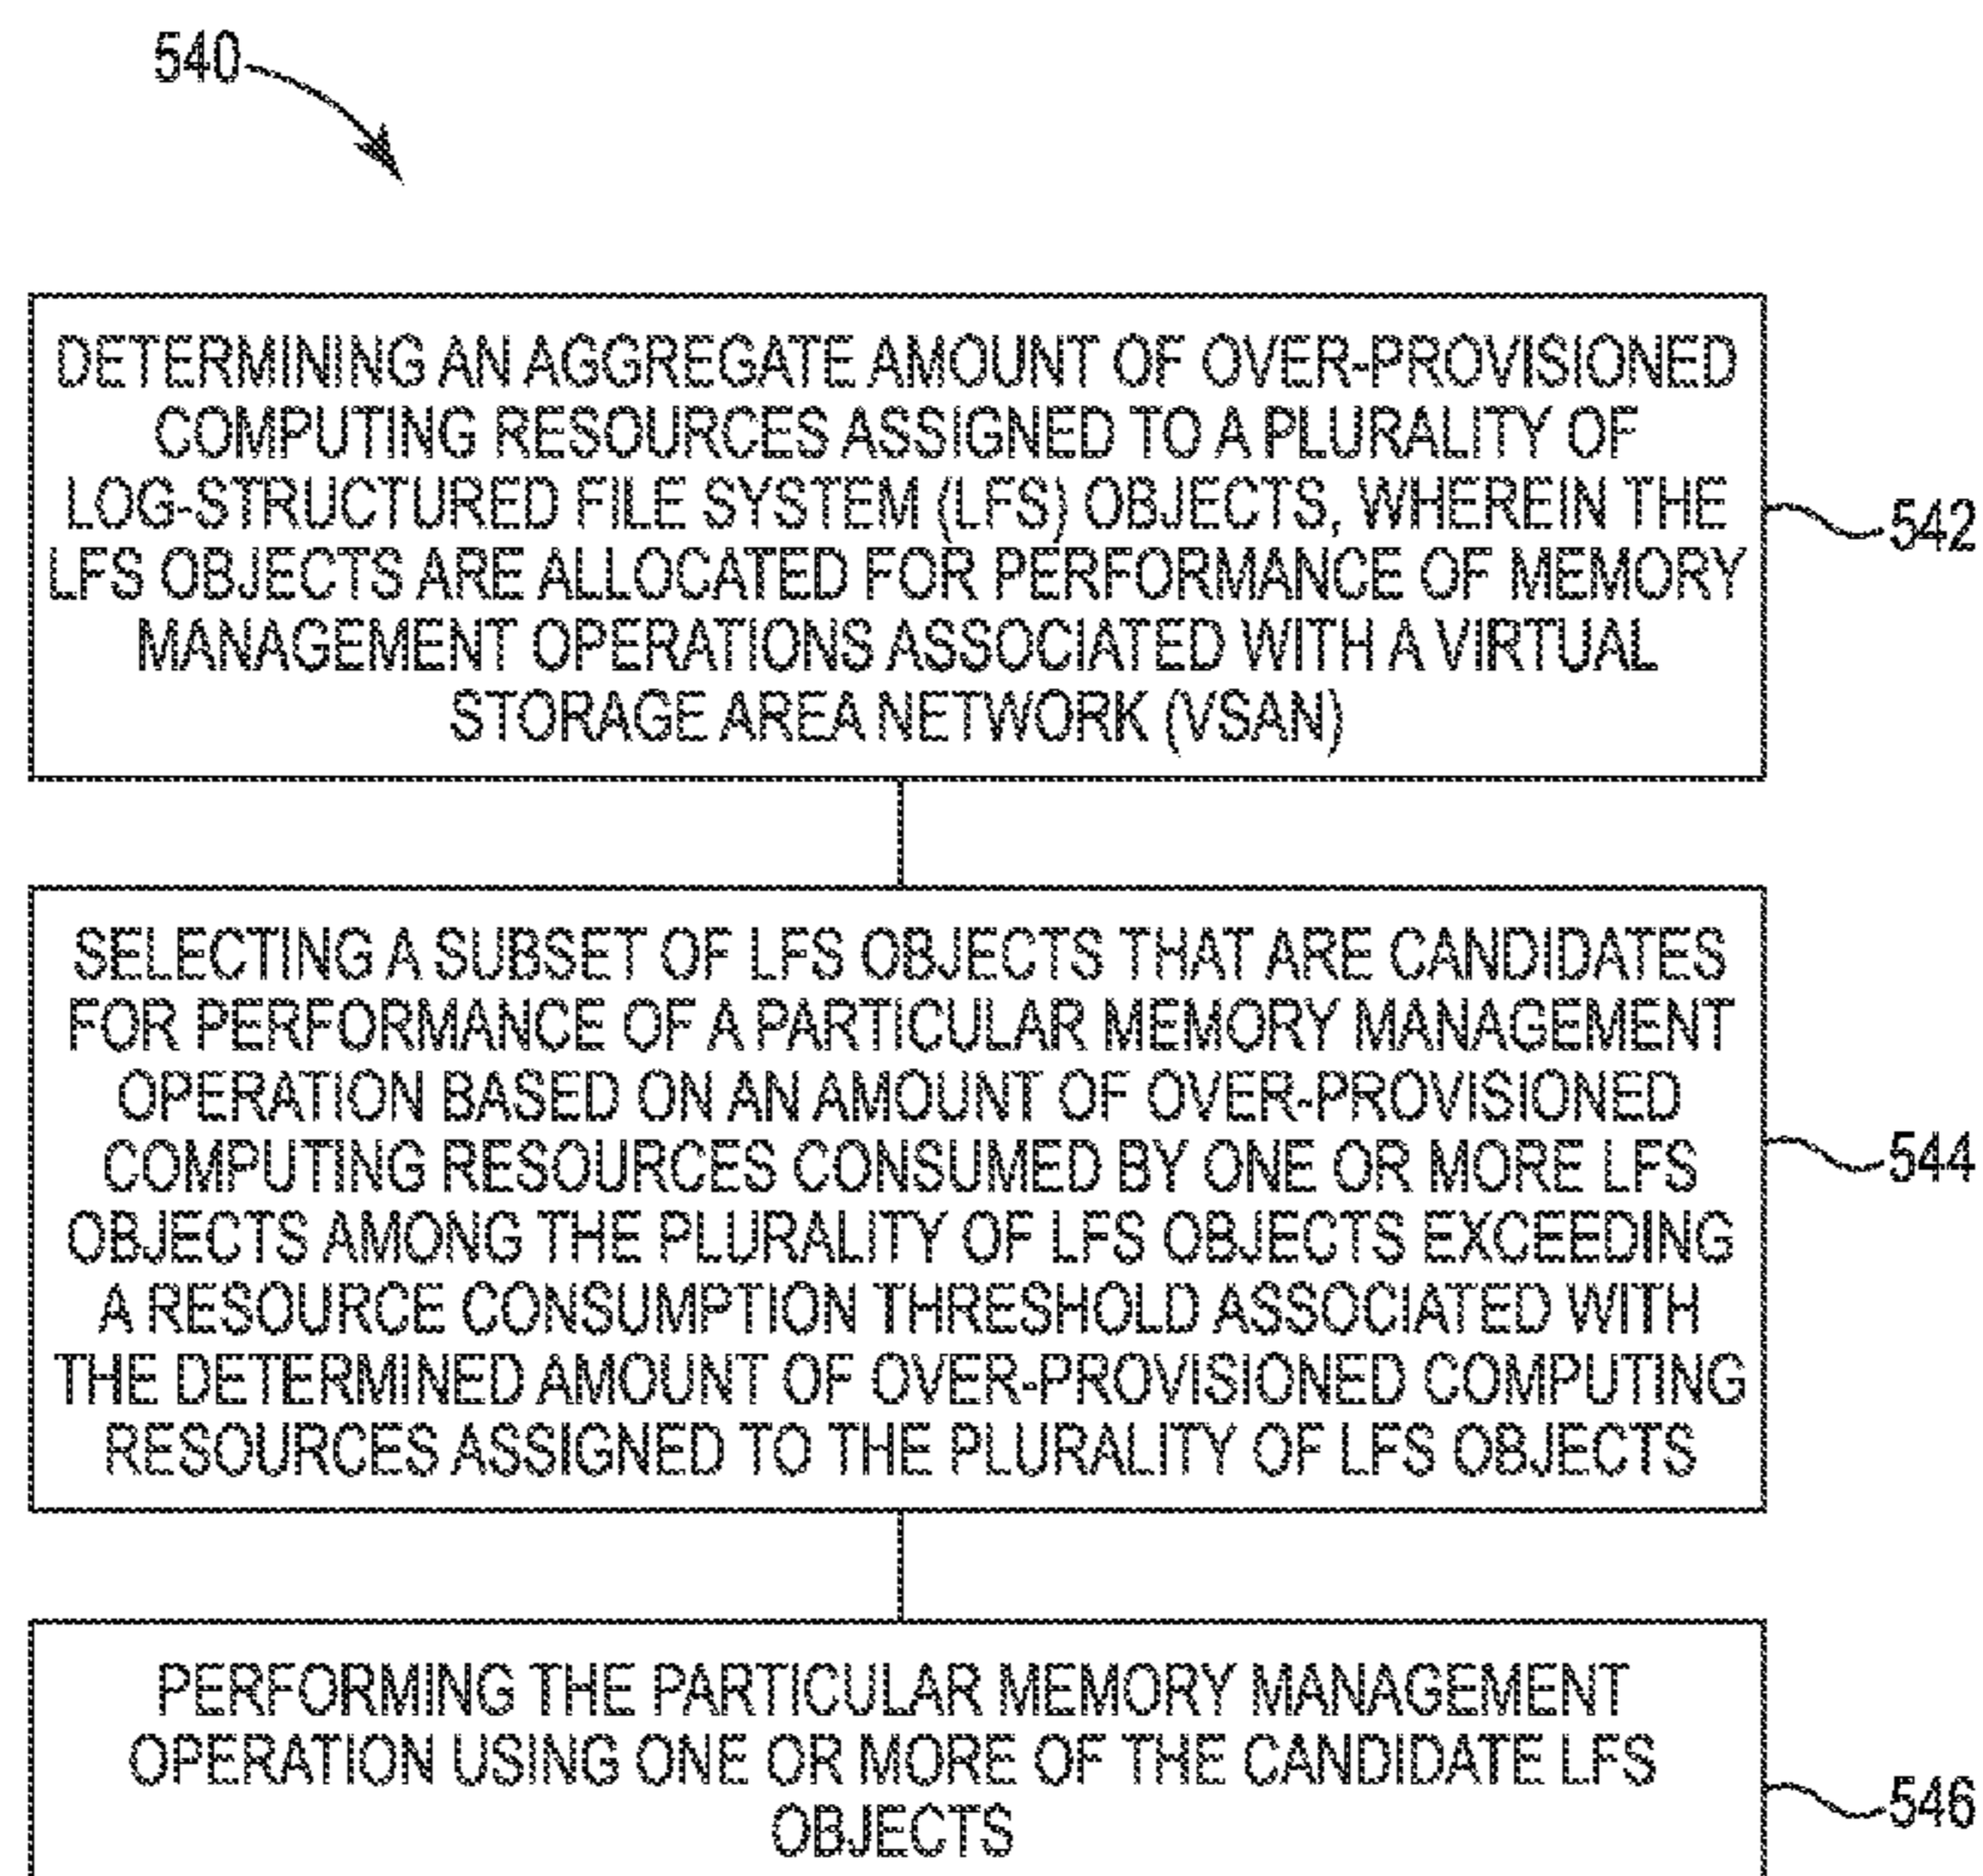 540
DETERMINING AN AGGREGATE AMOUNT OF OVER-PROVISIONED
COMPUTING RESOURCES ASSIGNED TO A PLURALITY OF
LOG-STRUCTURED FILE SYSTEM (LFS) OBJECTS, WHEREIN THE
LFS OBJECTS ARE ALLOCATED FOR PERFORMANCE OF MEMORY
MANAGEMENT OPERATIONS ASSOCIATED WITH A VIRTUAL
STORAGE AREA NETWORK (VSAN)
542
SELECTING A SUBSET OF LFS OBJECTS THAT ARE CANDIDATES
FOR PERFORMANCE OF A PARTICULAR MEMORY MANAGEMENT
OPERATION BASED ON AN AMOUNT OF OVER-PROVISIONED
COMPUTING RESOURCES CONSUMED BY ONE OR MORE LFS
OBJECTS AMONG THE PLURALITY OF LFS OBJECTS EXCEEDING
A RESOURCE CONSUMPTION THRESHOLD ASSOCIATED WITH
THE DETERMINED AMOUNT OF OVER-PROVISIONED COMPUTING
RESOURCES ASSIGNED TO THE PLURALITY OF LFS OBJECTS
544
PERFORMING THE PARTICULAR MEMORY MANAGEMENT
OPERATION USING ONE OR MORE OF THE CANDIDATE LFS
OBJECTS
546